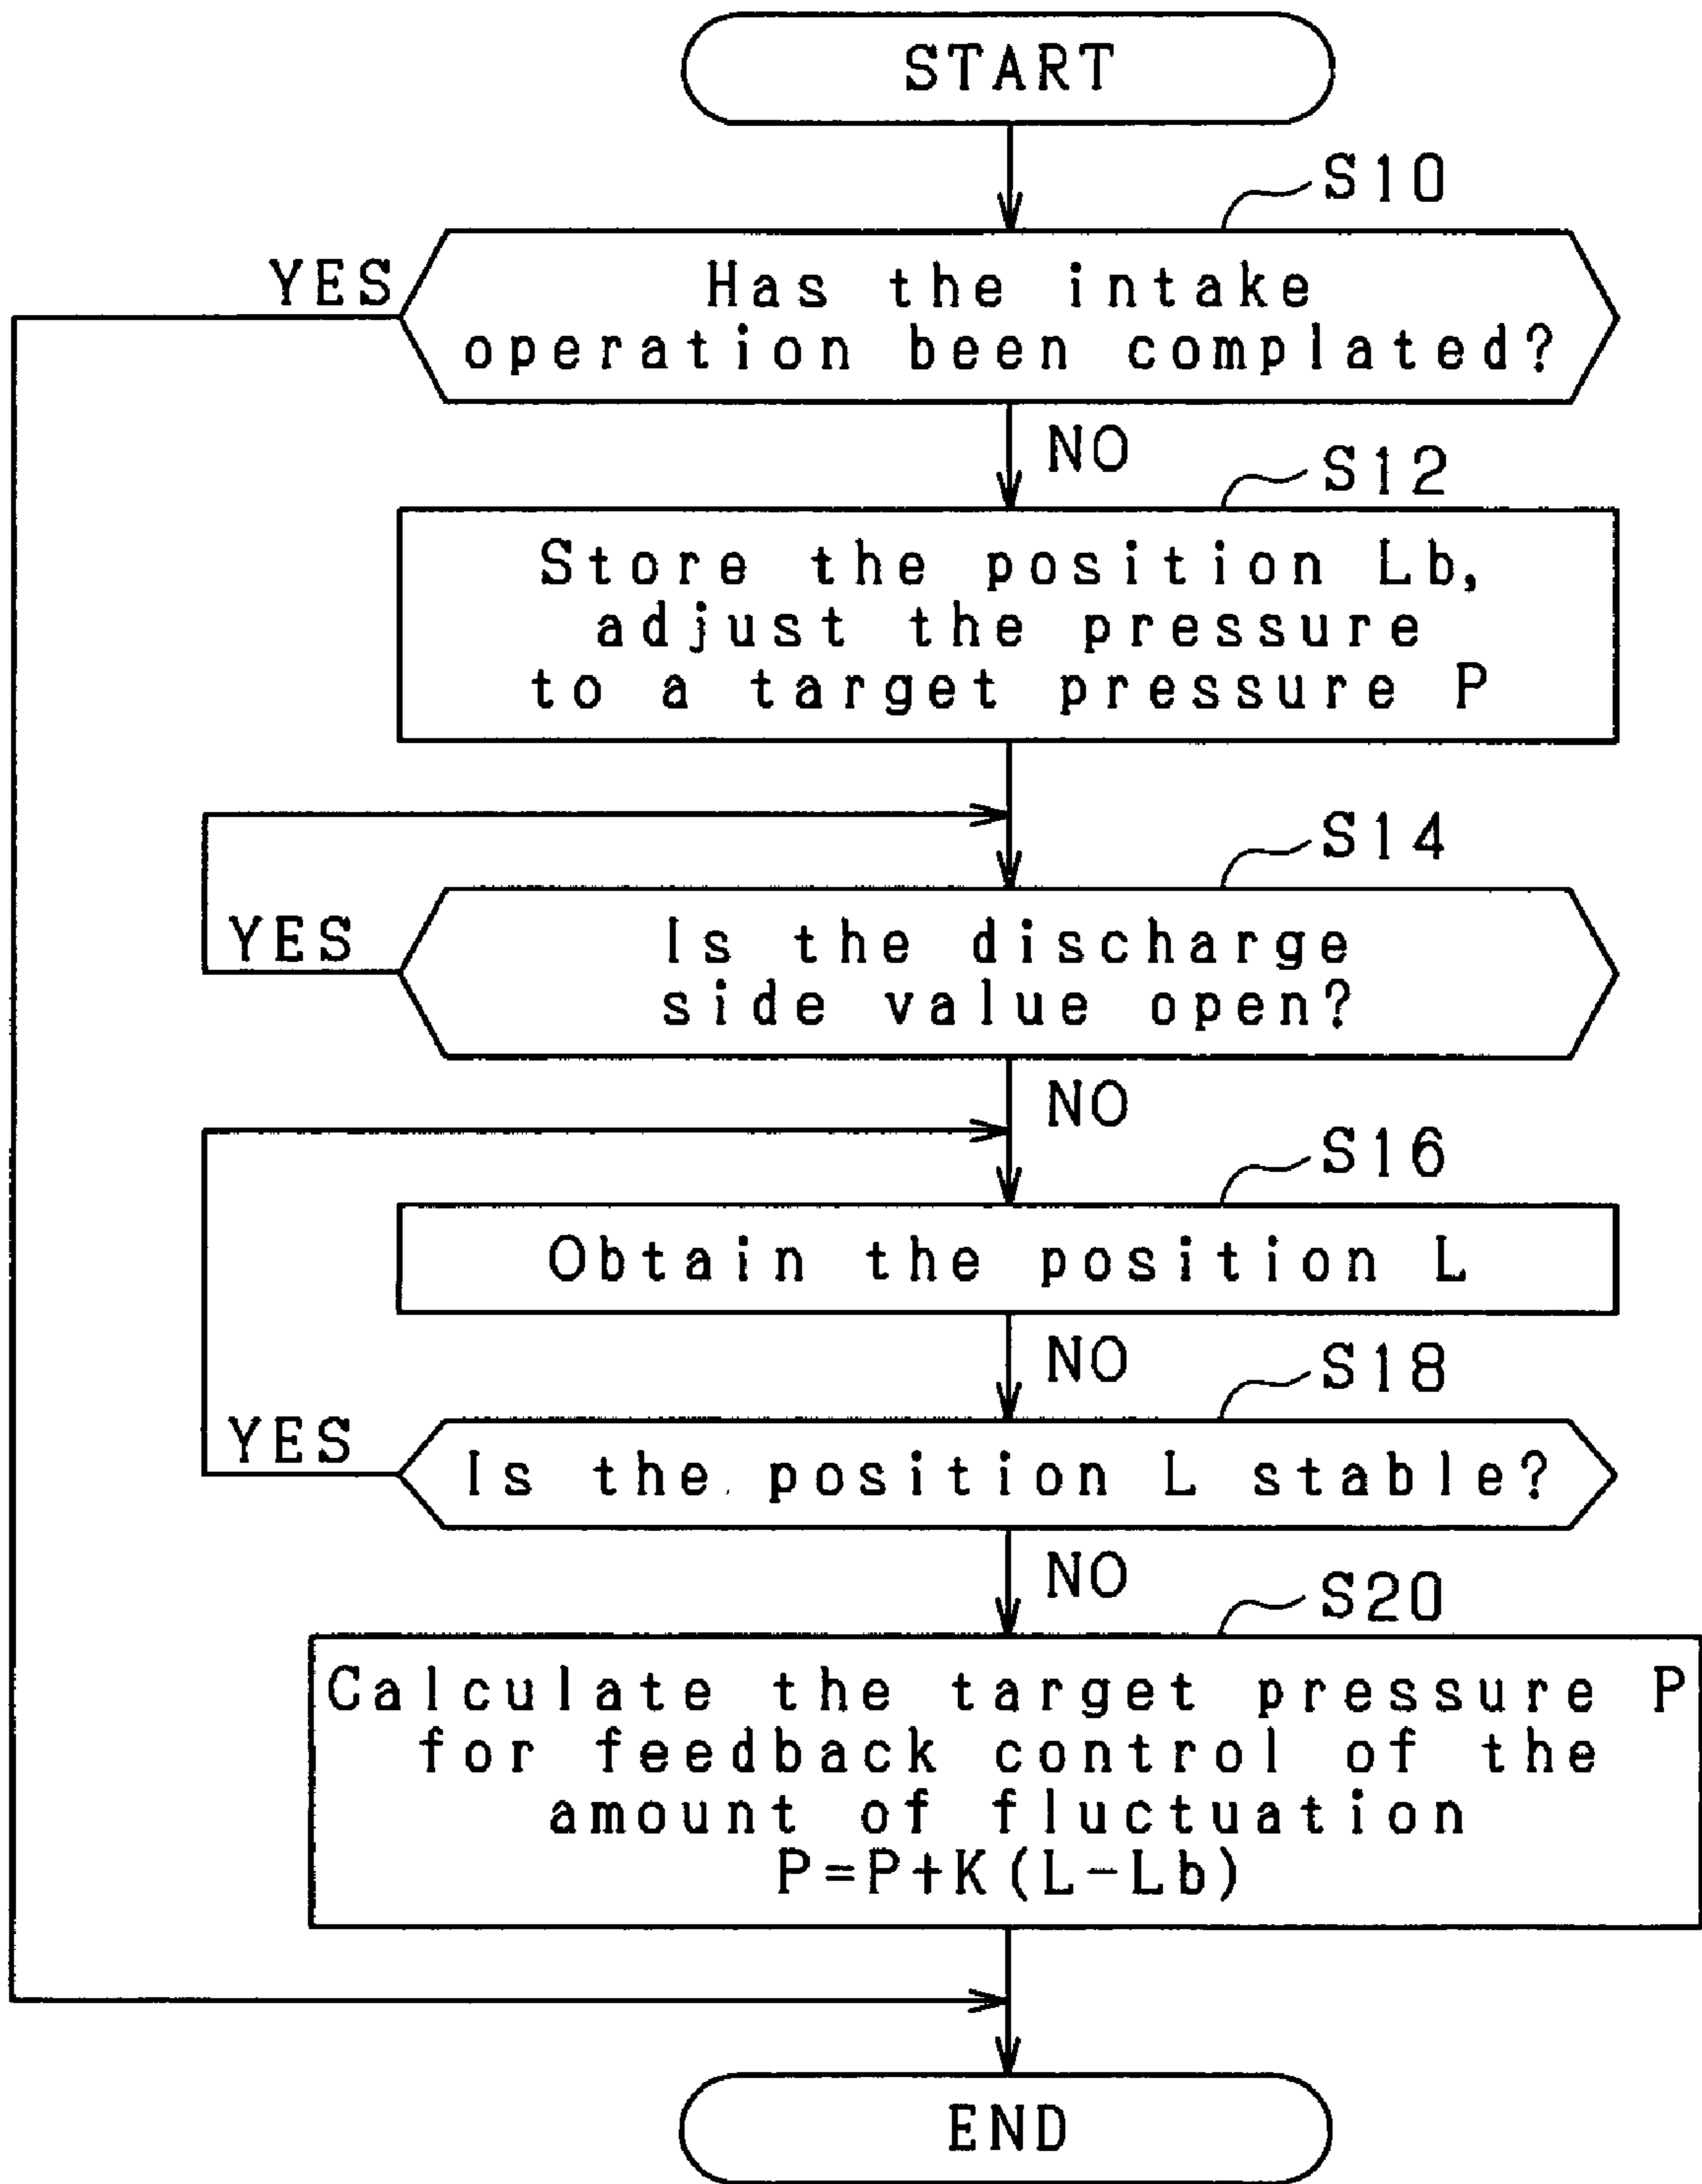 START
S10
YES
Has the intake
operation been complated?
NO
S12
Store the position Lb,
adjust the pressure
to a target pressure P
S14
YES
Is the discharge
side value open?
NO
S16
Obtain the position L
NO
S18
YES
Is the position L stable?
NO
S20
Calculate the target pressure P
for feedback control of the
amount of fluctuation
P=P+K(L-Lb)
END